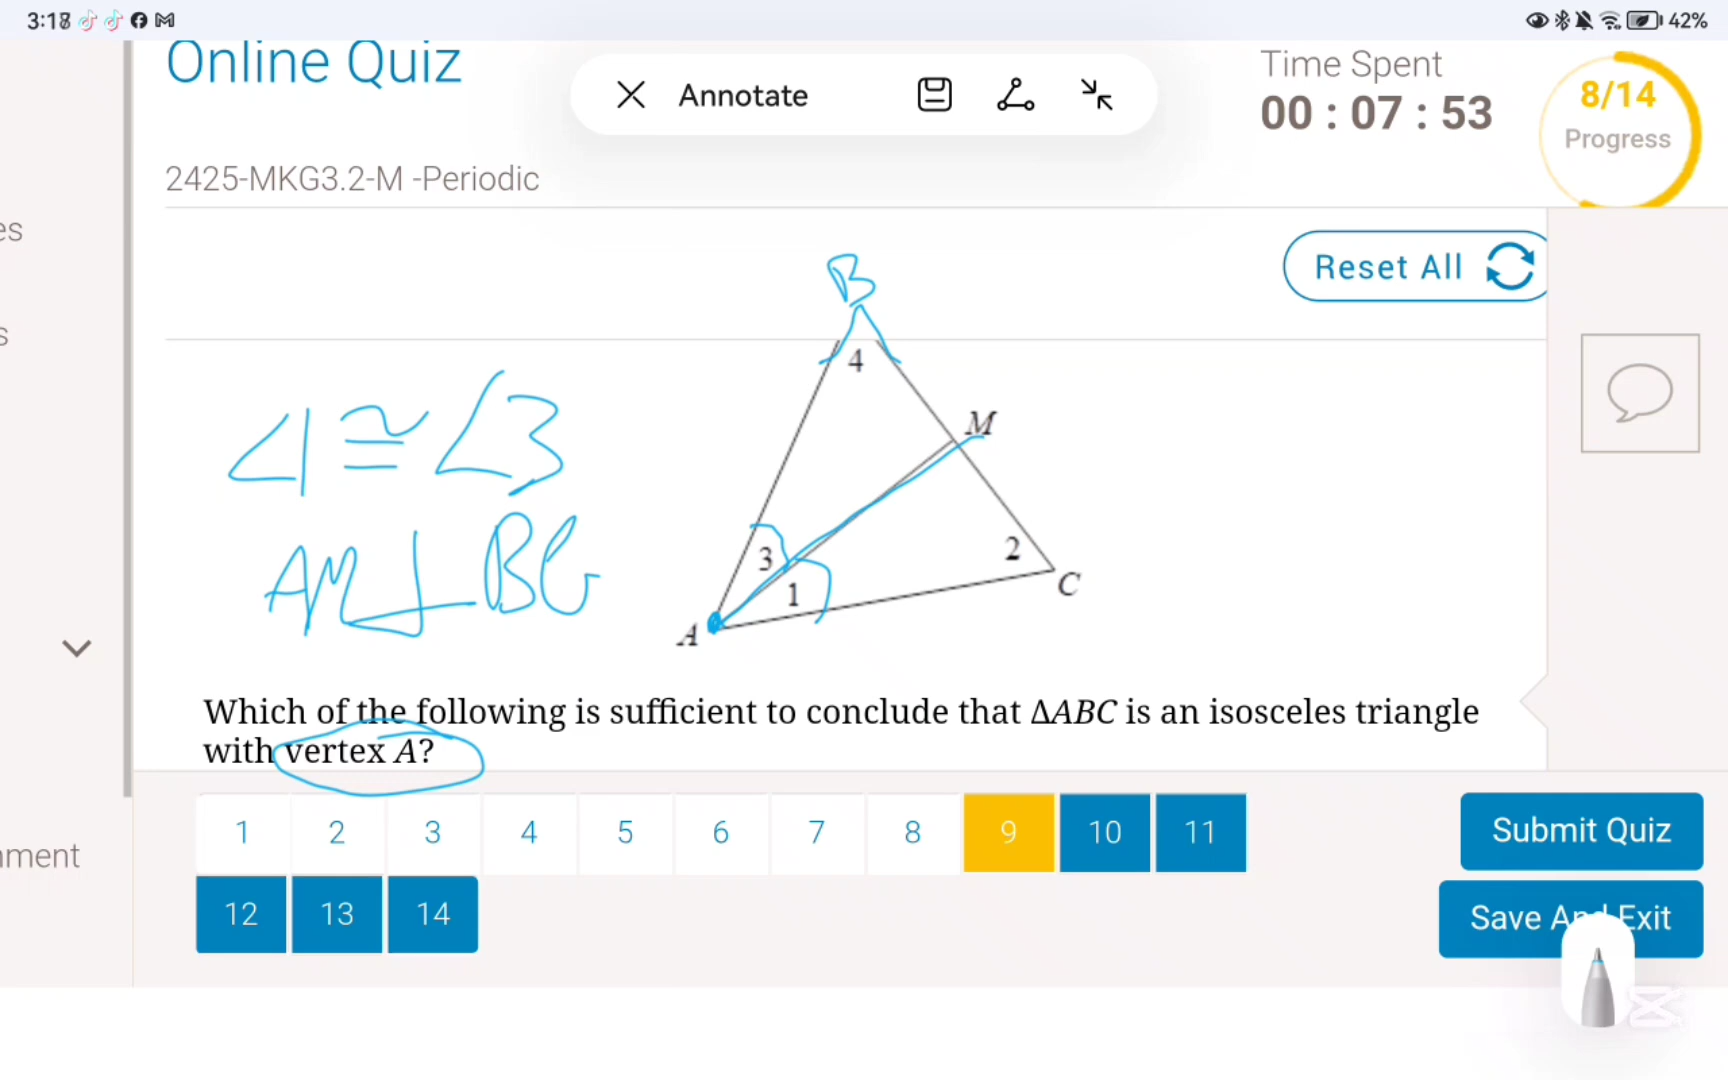 3:18
42%
Online Quiz
Annotate
Time Spent
00 : 07 : 53
8/14
Progress
2425-MKG3.2-M -Periodic
es
Reset All
B
4
∠1 ≅ ∠3
M
AM ⊥ BC
3
1
2
C
A
Which of the following is sufficient to conclude that ΔABC is an isosceles triangle
with vertex A?
1 2 3 4 5 6 7 8 9 10 11
Submit Quiz
nment
12 13 14
Save And Exit